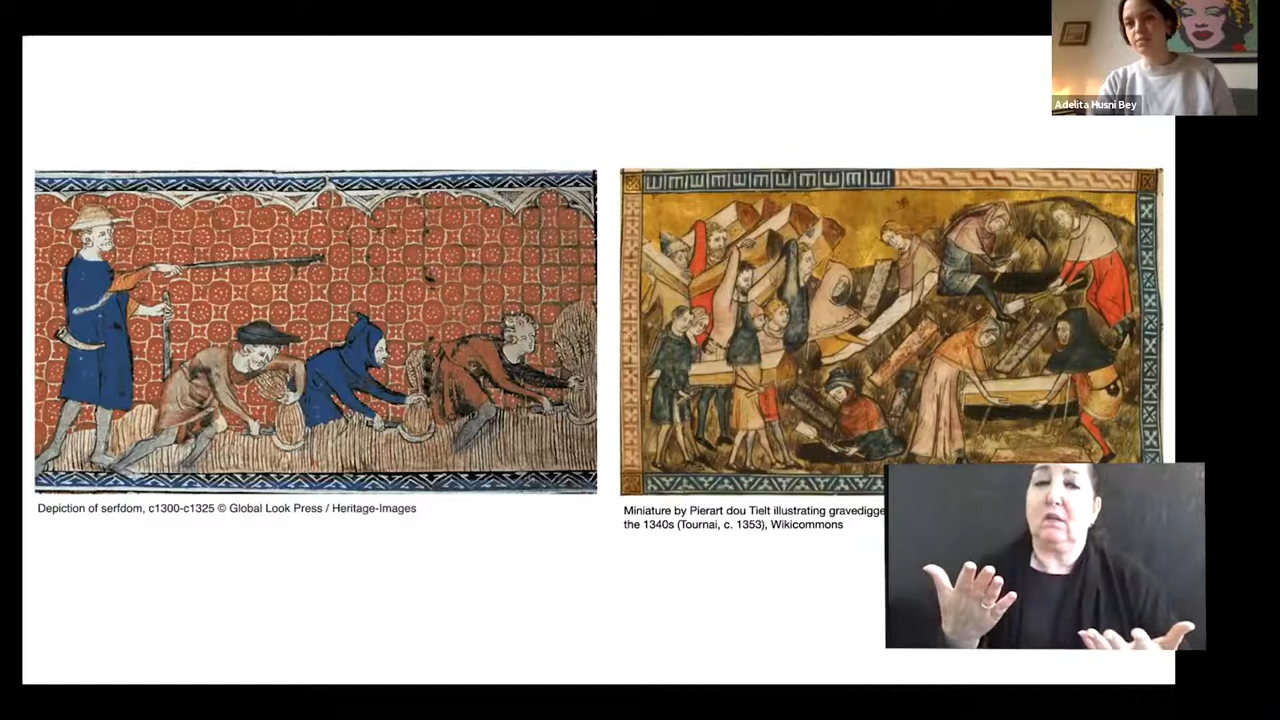 Adelita Husni Bey
Depiction of serfdom, c1300-c1325 © Global Look Press / Heritage-Images
Miniature by Pierart dou Tielt illustrating
the 1340s (Tournai, c. 1353), Wikicommons